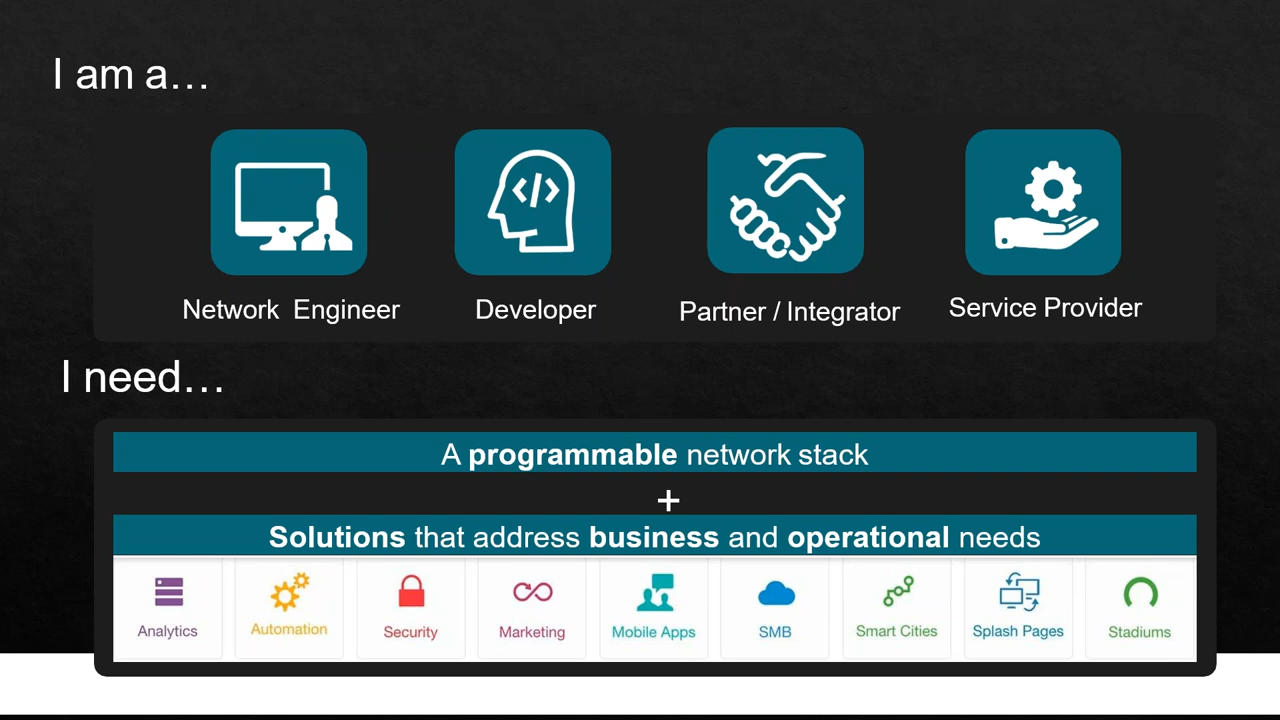 I am a…
</>
Network Engineer
Developer
Partner / Integrator
Service Provider
I need…
A programmable network stack
+
Solutions that address business and operational needs
Analytics
Automation
Security
Marketing
Mobile Apps
SMB
Smart Cities
Splash Pages
Stadiums